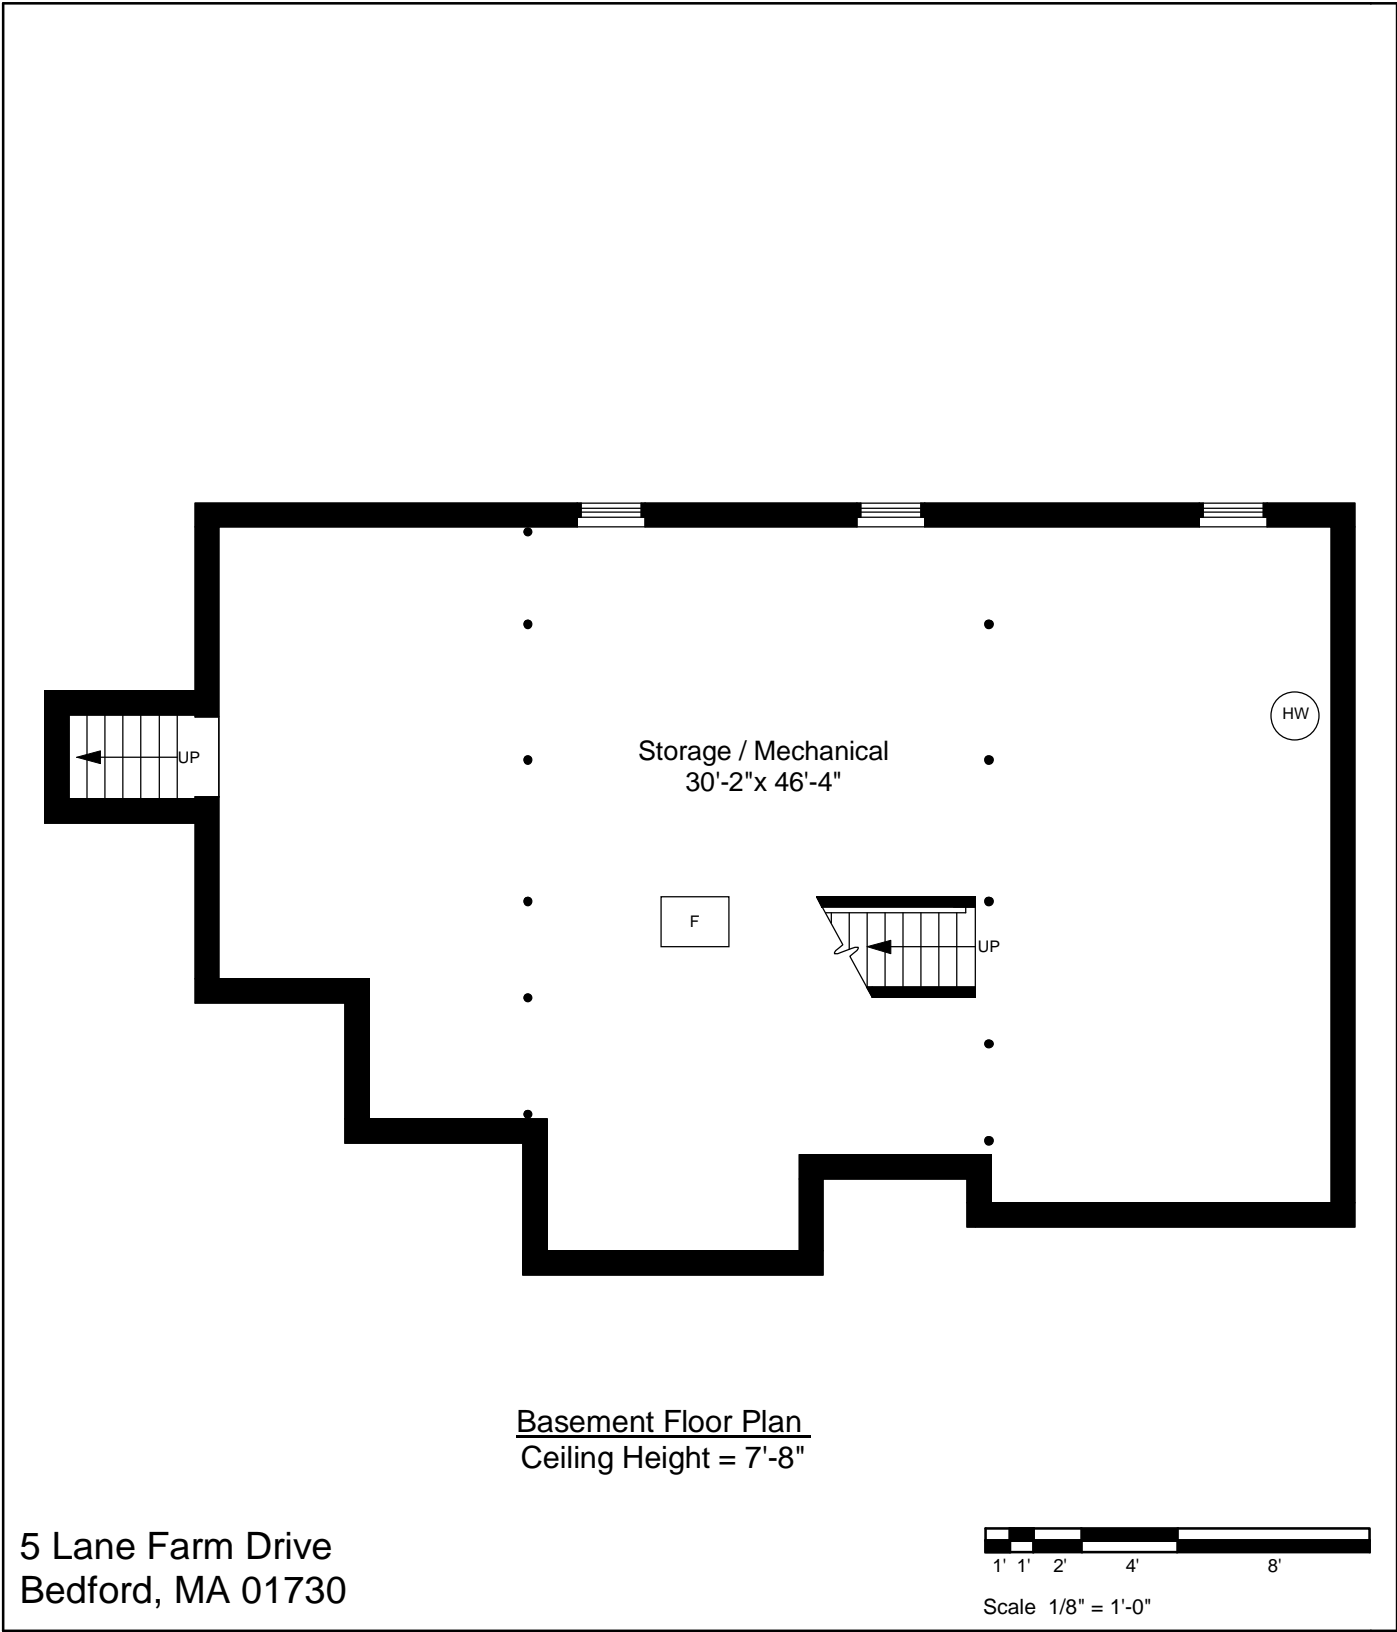 HW
UP
Storage / Mechanical
30'-2"x 46'-4"
F
UP
Basement Floor Plan
Ceiling Height = 7'-8"
5 Lane Farm Drive
Bedford, MA 01730
1' 1' 2' 4' 8'
Scale 1/8" = 1'-0"